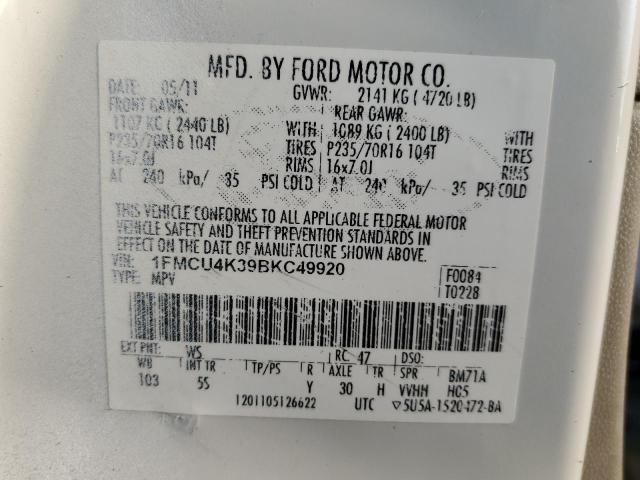 MFD. BY FORD MOTOR CO.
DATE: 05/11 GVWR: 2141 KG (4720 LB)
FRONT GAWR: REAR GAWR:
1107 KG (2440 LB) WITH 1089 KG (2400 LB) WITH
P235/70R16 104T TIRES P235/70R16 104T TIRES
16x7.0J RIMS 16x7.0J RIMS
AT 240 kPa/ 35 PSI COLD AT 240 kPa/ 35 PSI COLD
THIS VEHICLE CONFORMS TO ALL APPLICABLE FEDERAL MOTOR
VEHICLE SAFETY AND THEFT PREVENTION STANDARDS IN
EFFECT ON THE DATE OF MANUFACTURE SHOWN ABOVE.
VIN: 1FMCU4K39BKC49920 F0084
TYPE: MPV T0228
EXT PNT: WS RC: 47 DSO:
WB INT TR TP/PS R AXLE TR SPR BM71A
103 55 Y 30 H VVHH HC5
1201105126622 UTC ▽5U5A-1520472-BA